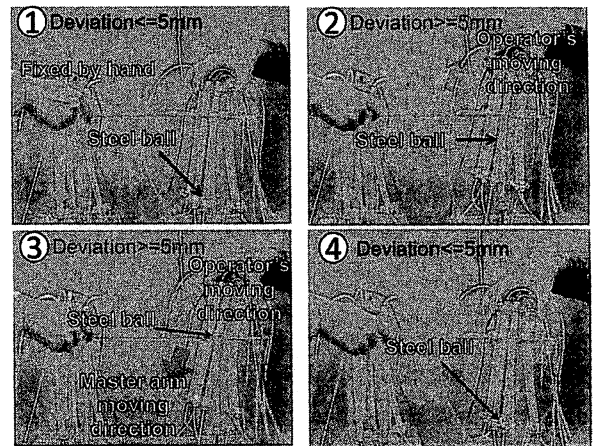 1 Deviation<=5mm
Fixed by hand
Steel ball
2 Deviation>=5mm
Operator's
moving
direction
Steel ball
3 Deviation>=5mm
Operator's
moving
direction
Steel ball
Master arm
moving
direction
4 Deviation<=5mm
Steel ball